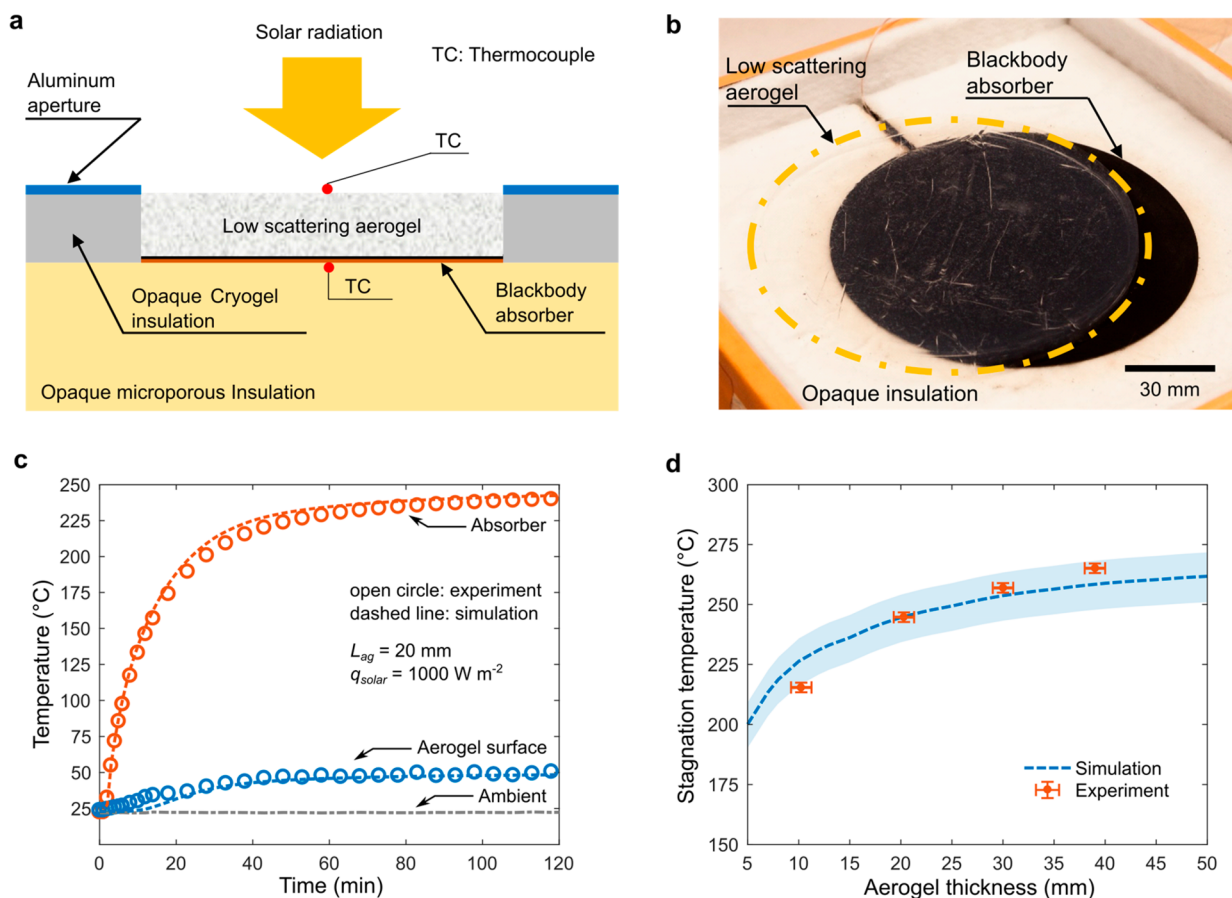 a
Solar radiation
TC: Thermocouple
Aluminum
aperture
TC
Low scattering aerogel
TC
Opaque Cryogel
insulation
Blackbody
absorber
Opaque microporous Insulation
b
Low scattering
aerogel
Blackbody
absorber
Opaque insulation
30 mm
c
Temperature (°C)
250
225
200
175
150
125
100
75
50
25
0
20
40
60
80
100
120
Time (min)
Absorber
open circle: experiment
dashed line: simulation
L_ag = 20 mm
q_solar = 1000 W m⁻²
Aerogel surface
Ambient
d
Stagnation temperature (°C)
300
275
250
225
200
175
150
5
10
15
20
25
30
35
40
45
50
Aerogel thickness (mm)
Simulation
Experiment